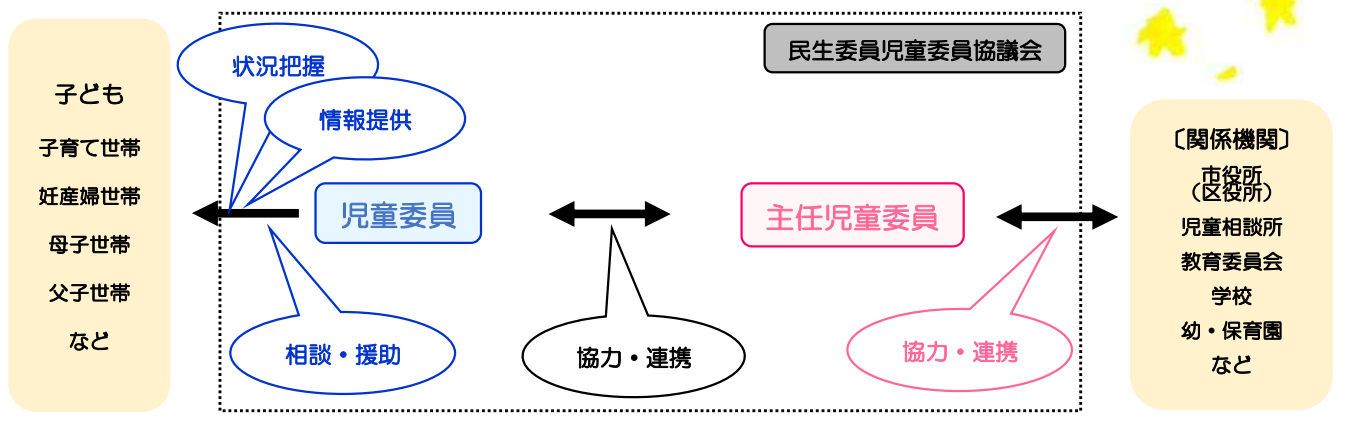 子ども
子育て世帯
妊産婦世帯
母子世帯
父子世帯
など
状況把握
情報提供
児童委員
相談・援助
協力・連携
民生委員児童委員協議会
主任児童委員
協力・連携
〔関係機関〕
市役所
（区役所）
児童相談所
教育委員会
学校
幼・保育園
など